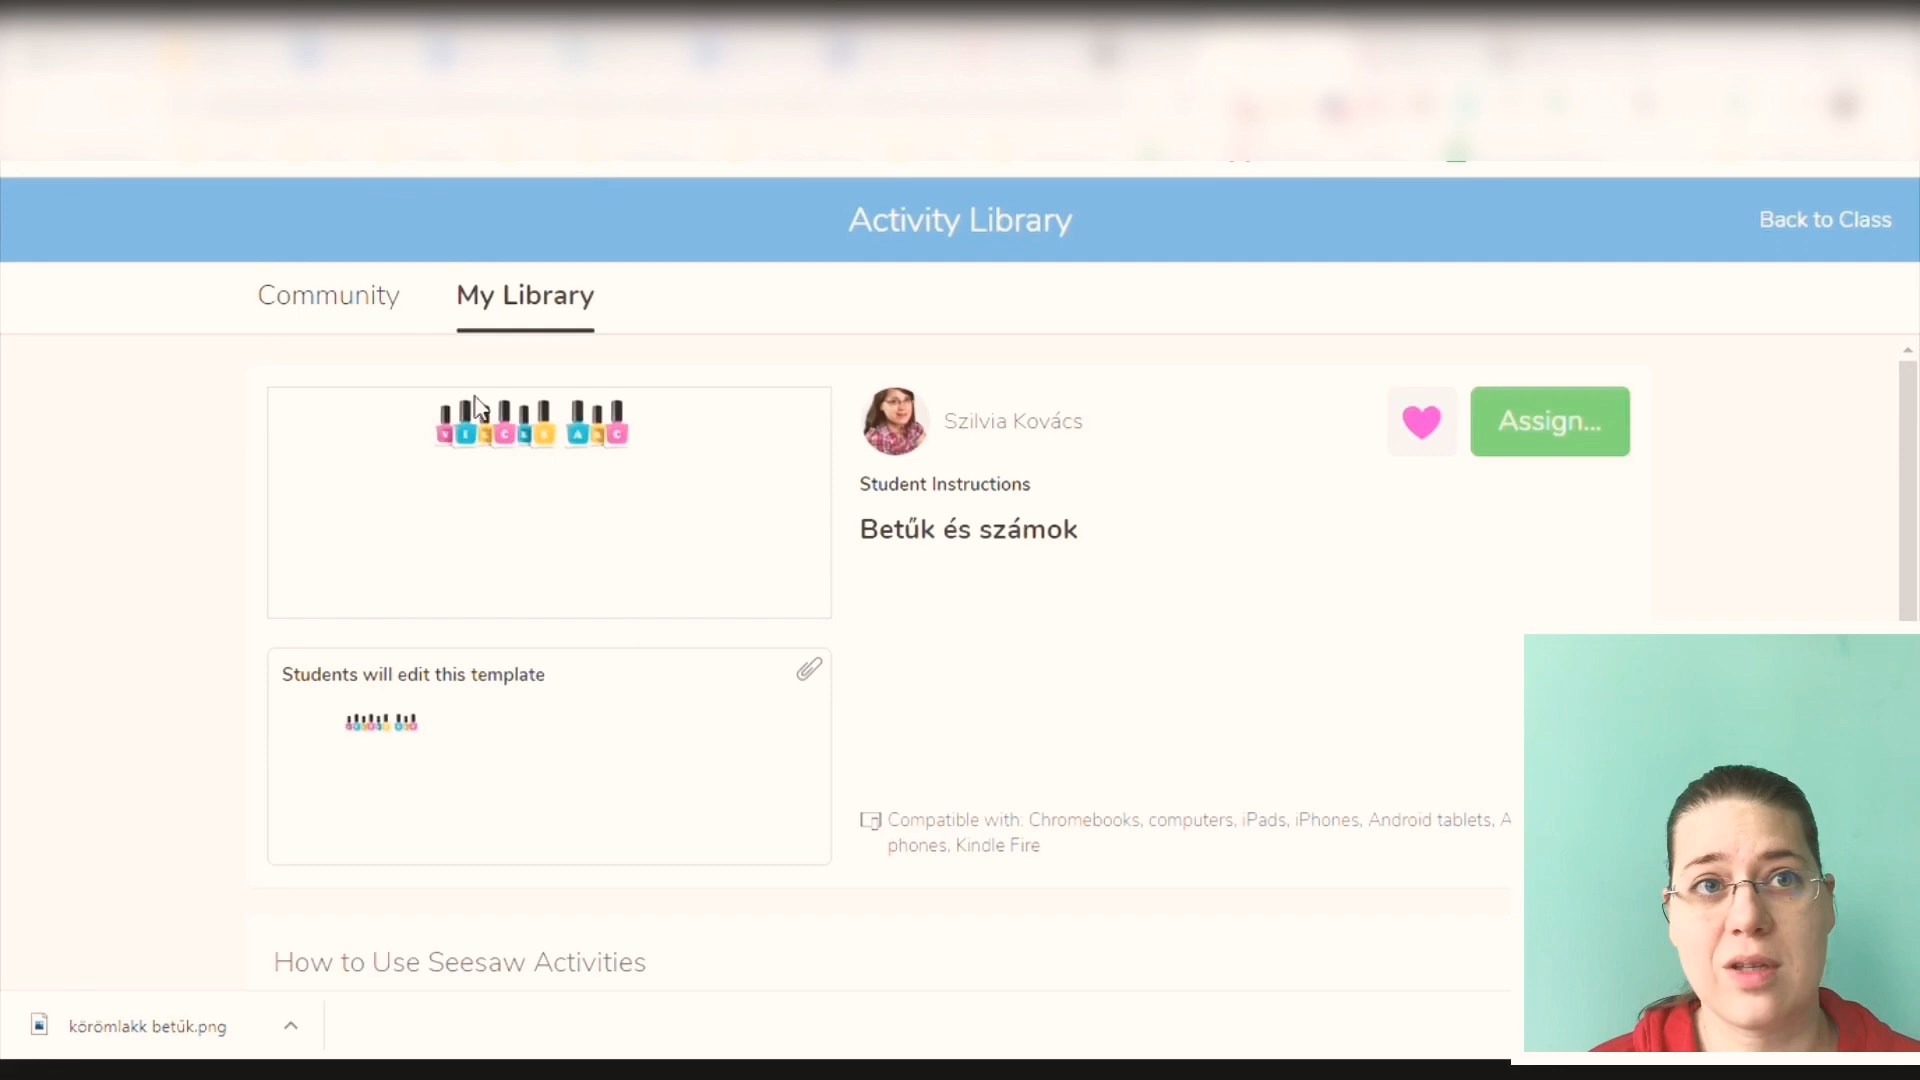 Activity Library
Back to Class
Community
My Library
VICCES ARC
Szilvia Kovács
Assign...
Student Instructions
Betűk és számok
Students will edit this template
Compatible with: Chromebooks, computers, iPads, iPhones, Android tablets, A
phones, Kindle Fire
How to Use Seesaw Activities
körömlakk betűk.png